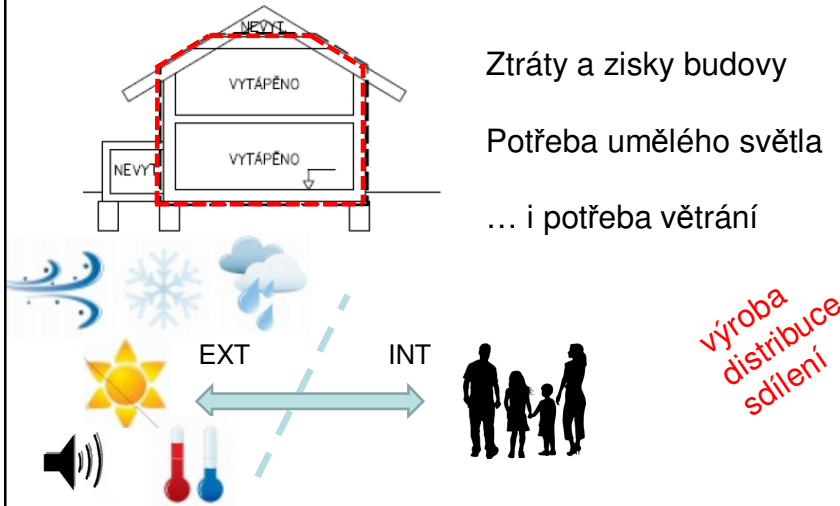 NEVYT.
VYTÁPĚNO
VYTÁPĚNO
NEVYT
Ztráty a zisky budovy
Potřeba umělého světla
… i potřeba větrání
EXT
INT
výroba
distribuce
sdílení